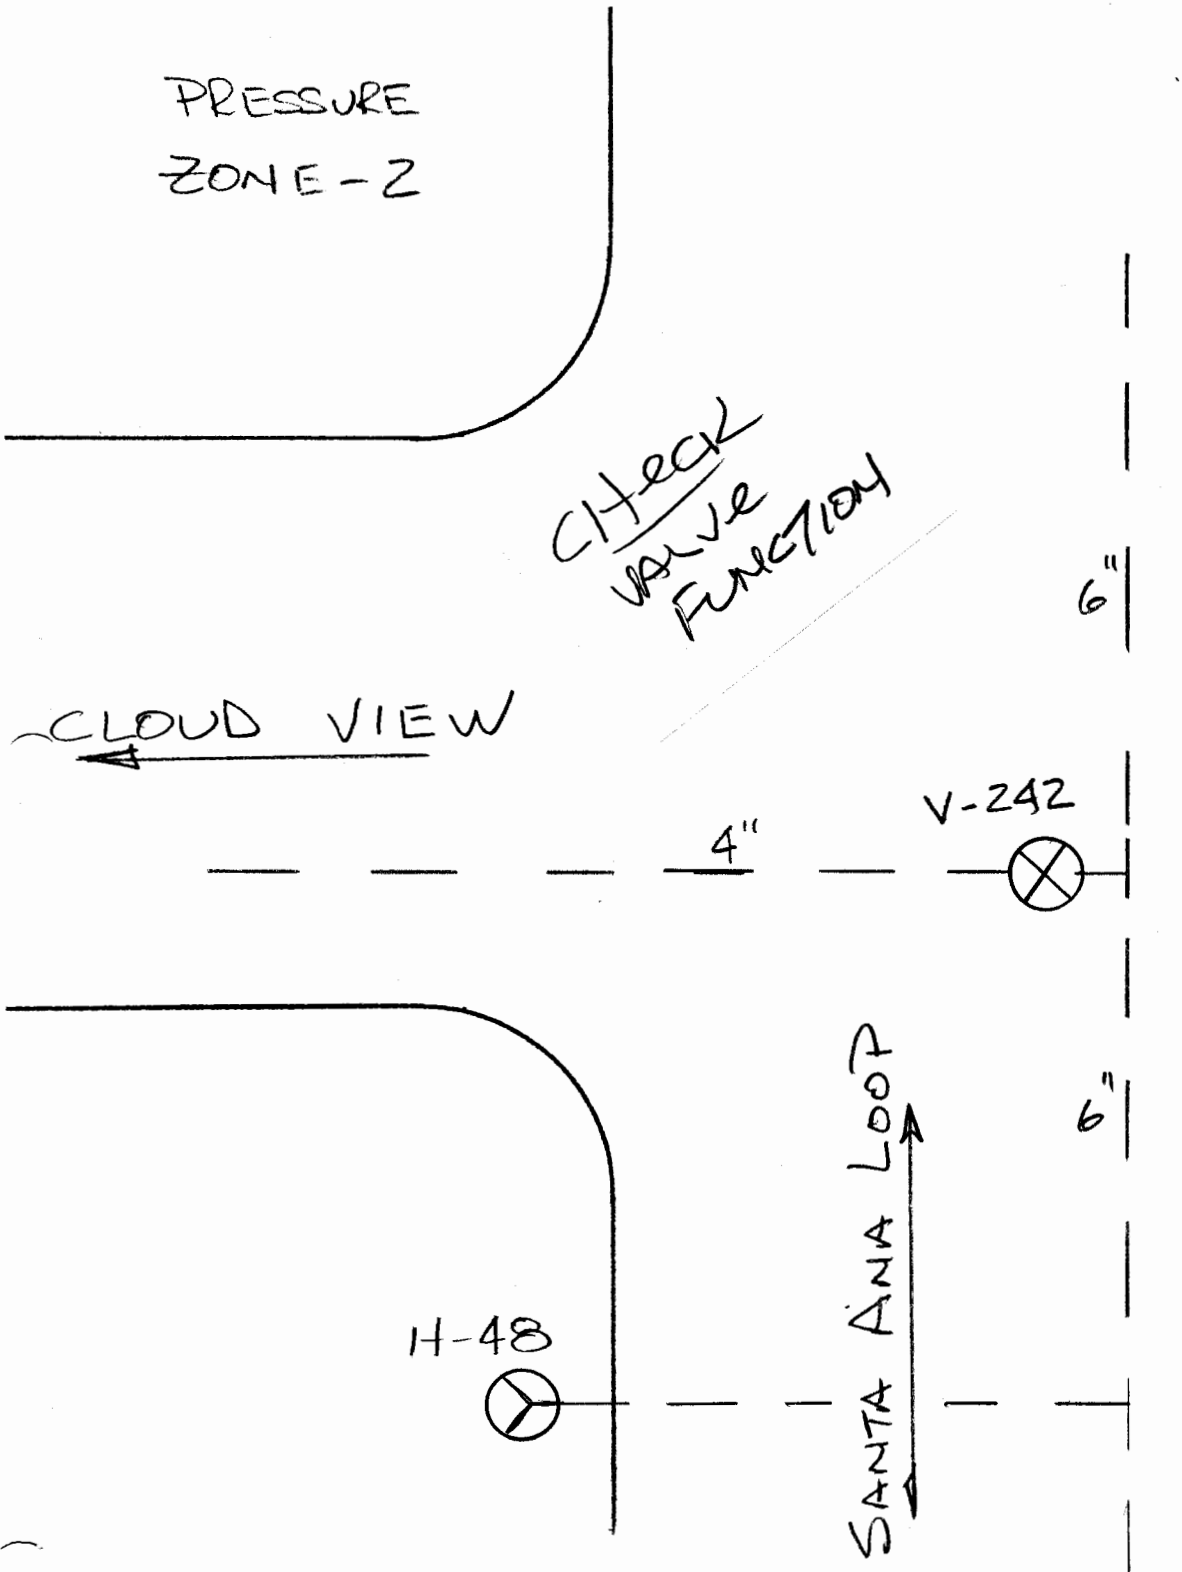 PRESSURE
ZONE-2
CHECK
VALVE
FUNCTION
6"
CLOUD VIEW
V-242
4"
6"
SANTA ANA LOOP
H-48